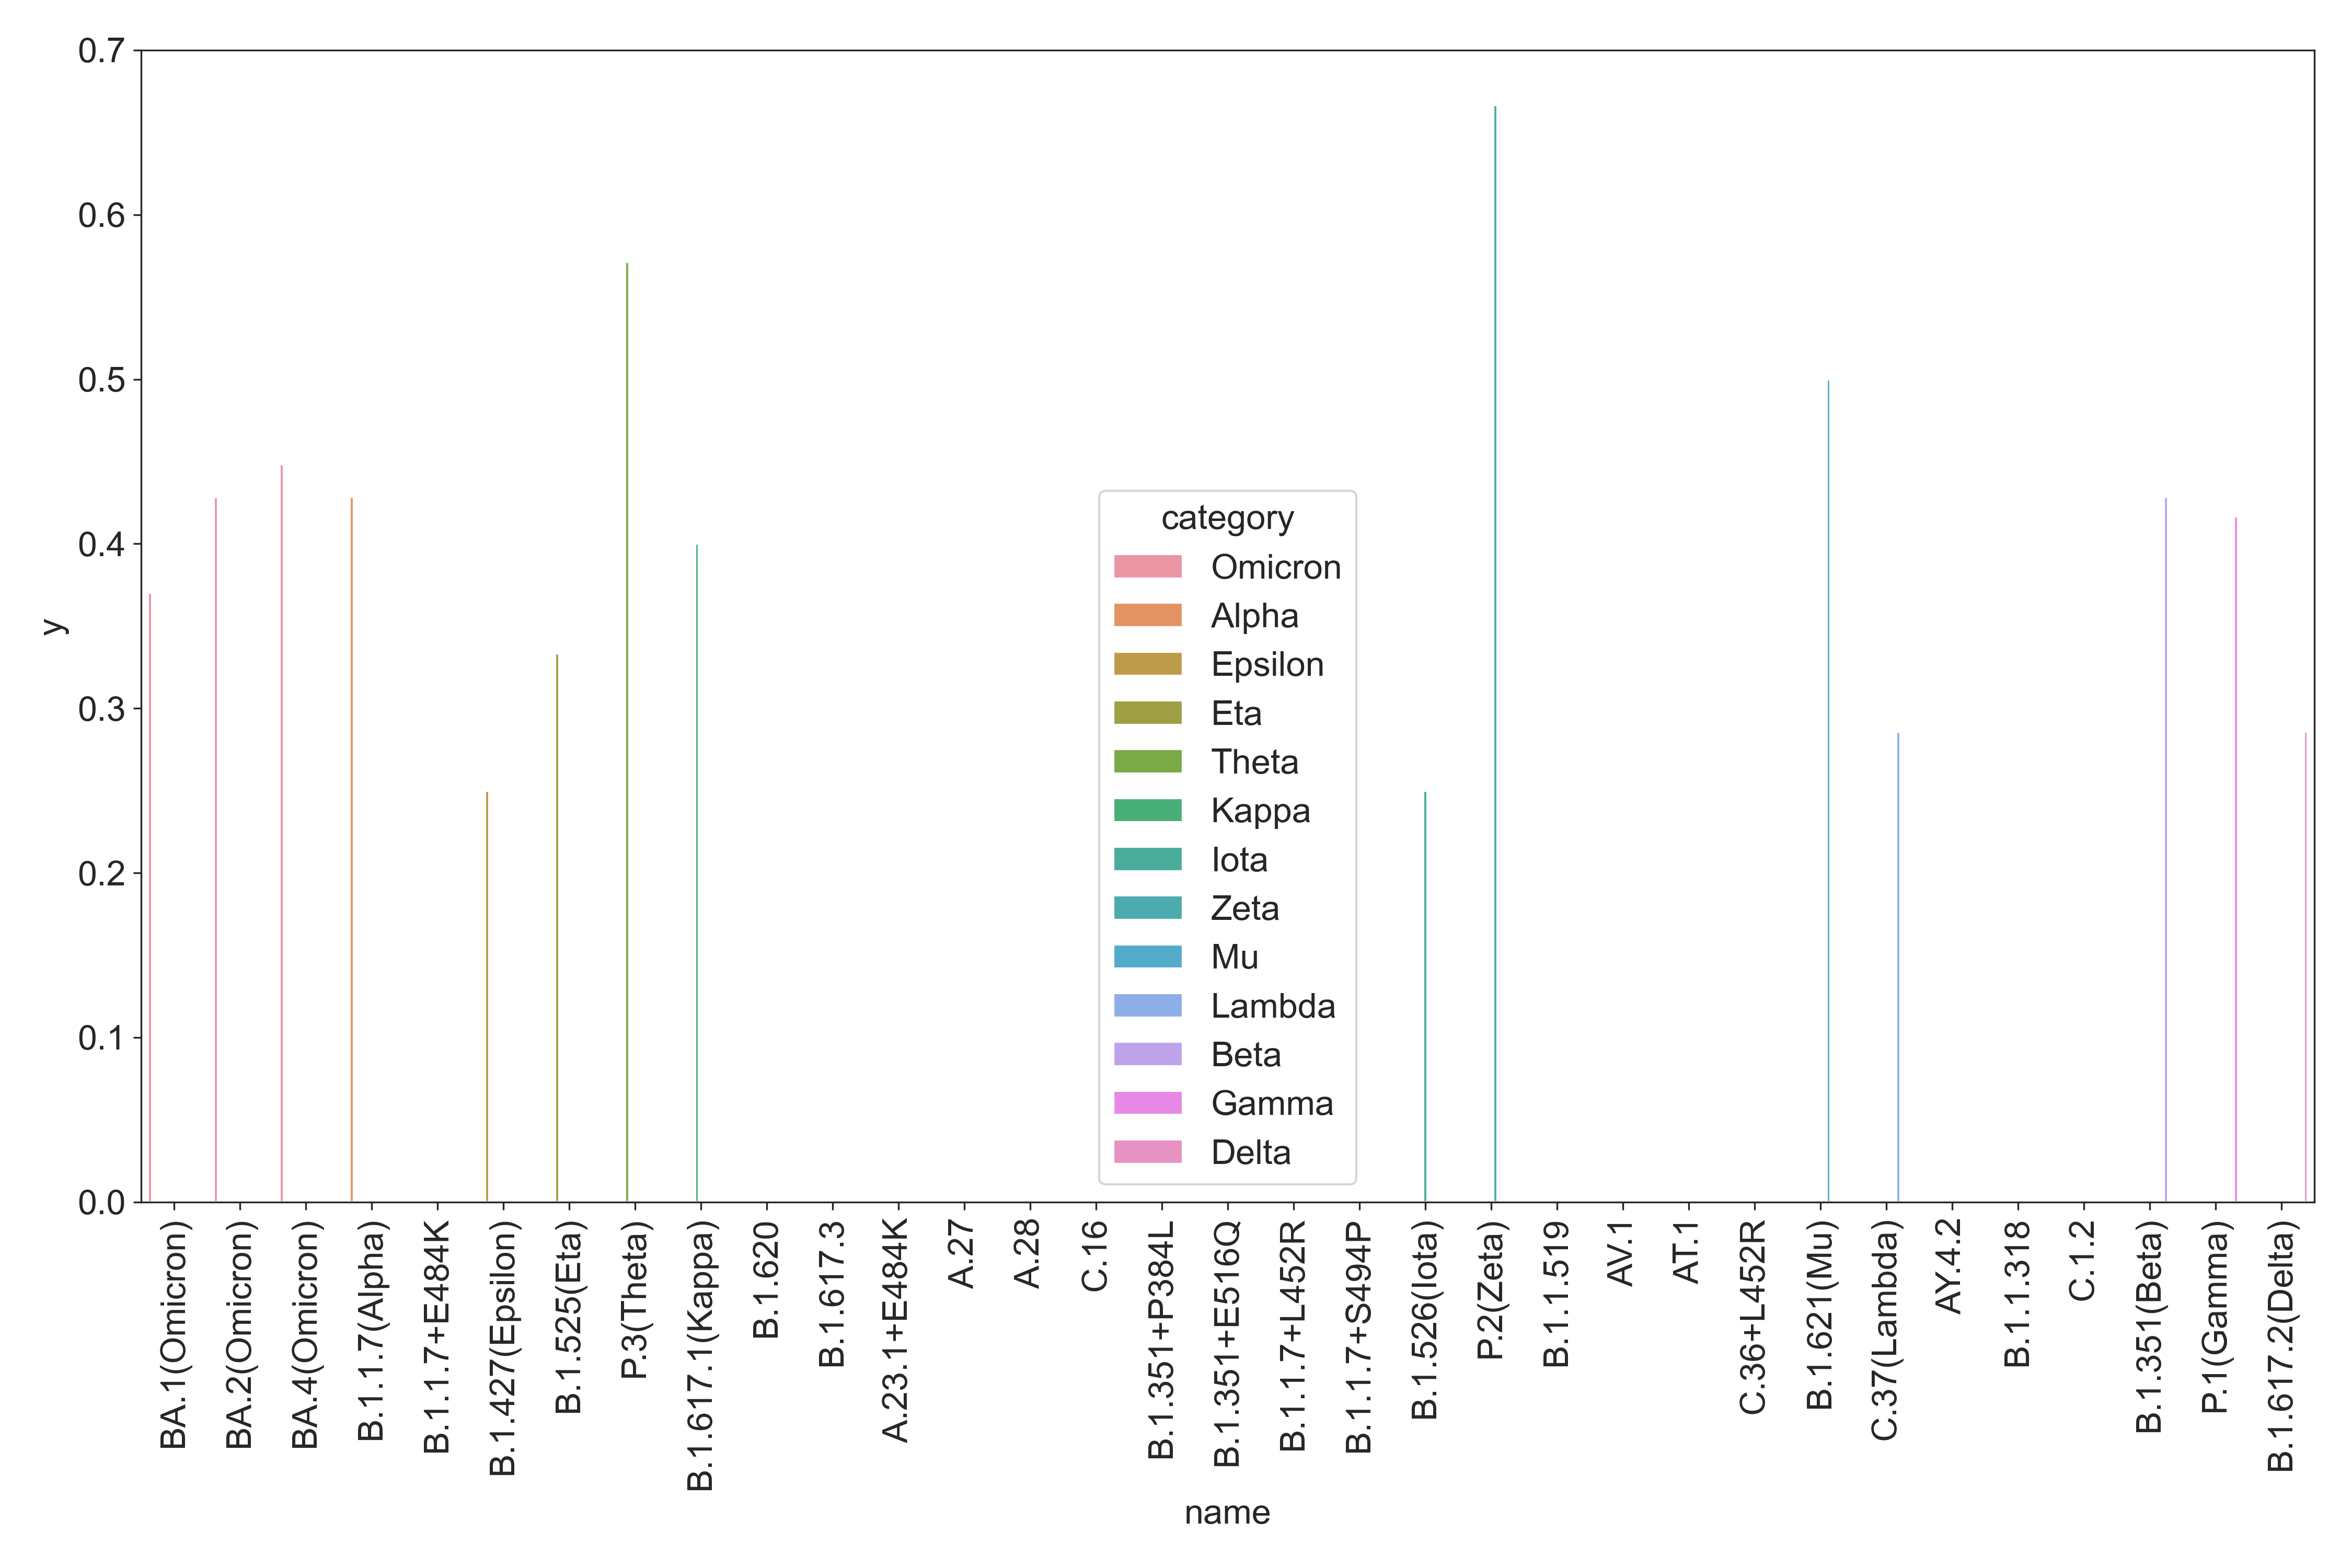 0.7
0.6
0.5
0.4
0.3
0.2
0.1
0.0
y
category
Omicron
Alpha
Epsilon
Eta
Theta
Kappa
Iota
Zeta
Mu
Lambda
Beta
Gamma
Delta
BA.1(Omicron)
BA.2(Omicron)
BA.4(Omicron)
B.1.1.7(Alpha)
B.1.1.7+E484K
B.1.427(Epsilon)
B.1.525(Eta)
P.3(Theta)
B.1.617.1(Kappa)
B.1.620
B.1.617.3
A.23.1+E484K
A.27
A.28
C.16
B.1.351+P384L
B.1.351+E516Q
B.1.1.7+L452R
B.1.1.7+S494P
B.1.526(Iota)
P.2(Zeta)
B.1.1.519
AV.1
AT.1
C.36+L452R
B.1.621(Mu)
C.37(Lambda)
AY.4.2
B.1.1.318
C.1.2
B.1.351(Beta)
P.1(Gamma)
B.1.617.2(Delta)
name